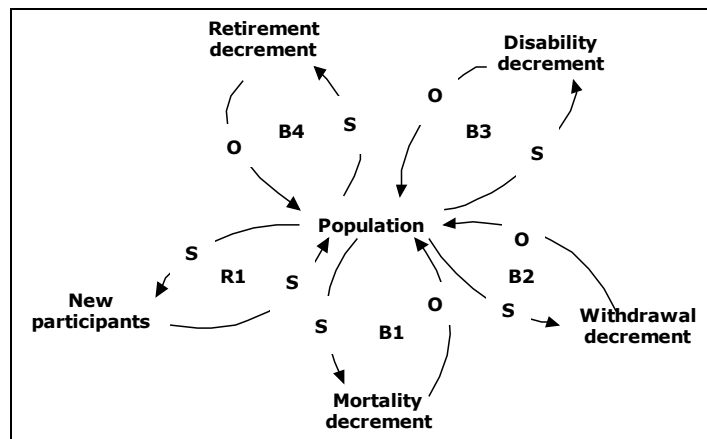 Retirement
decrement
Disability
decrement
O
S
B4
B3
O
S
Population
S
O
R1
S
B2
S
New
participants
S
B1
O
Withdrawal
decrement
Mortality
decrement